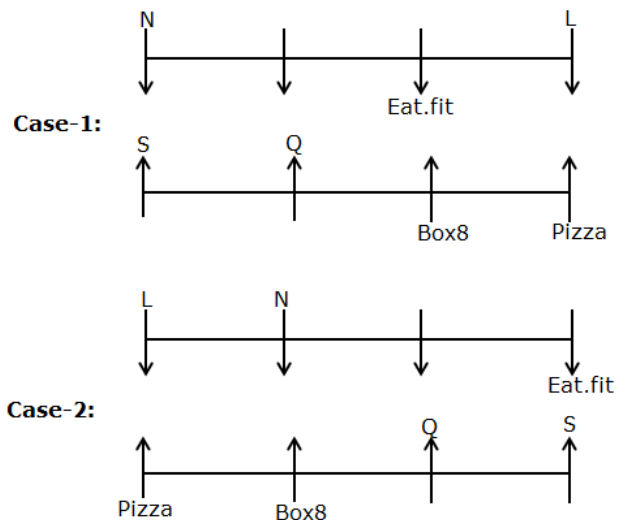 N L
Eat.fit
Case-1:
S Q
Box8 Pizza
L N
Eat.fit
Case-2:
Q S
Pizza Box8